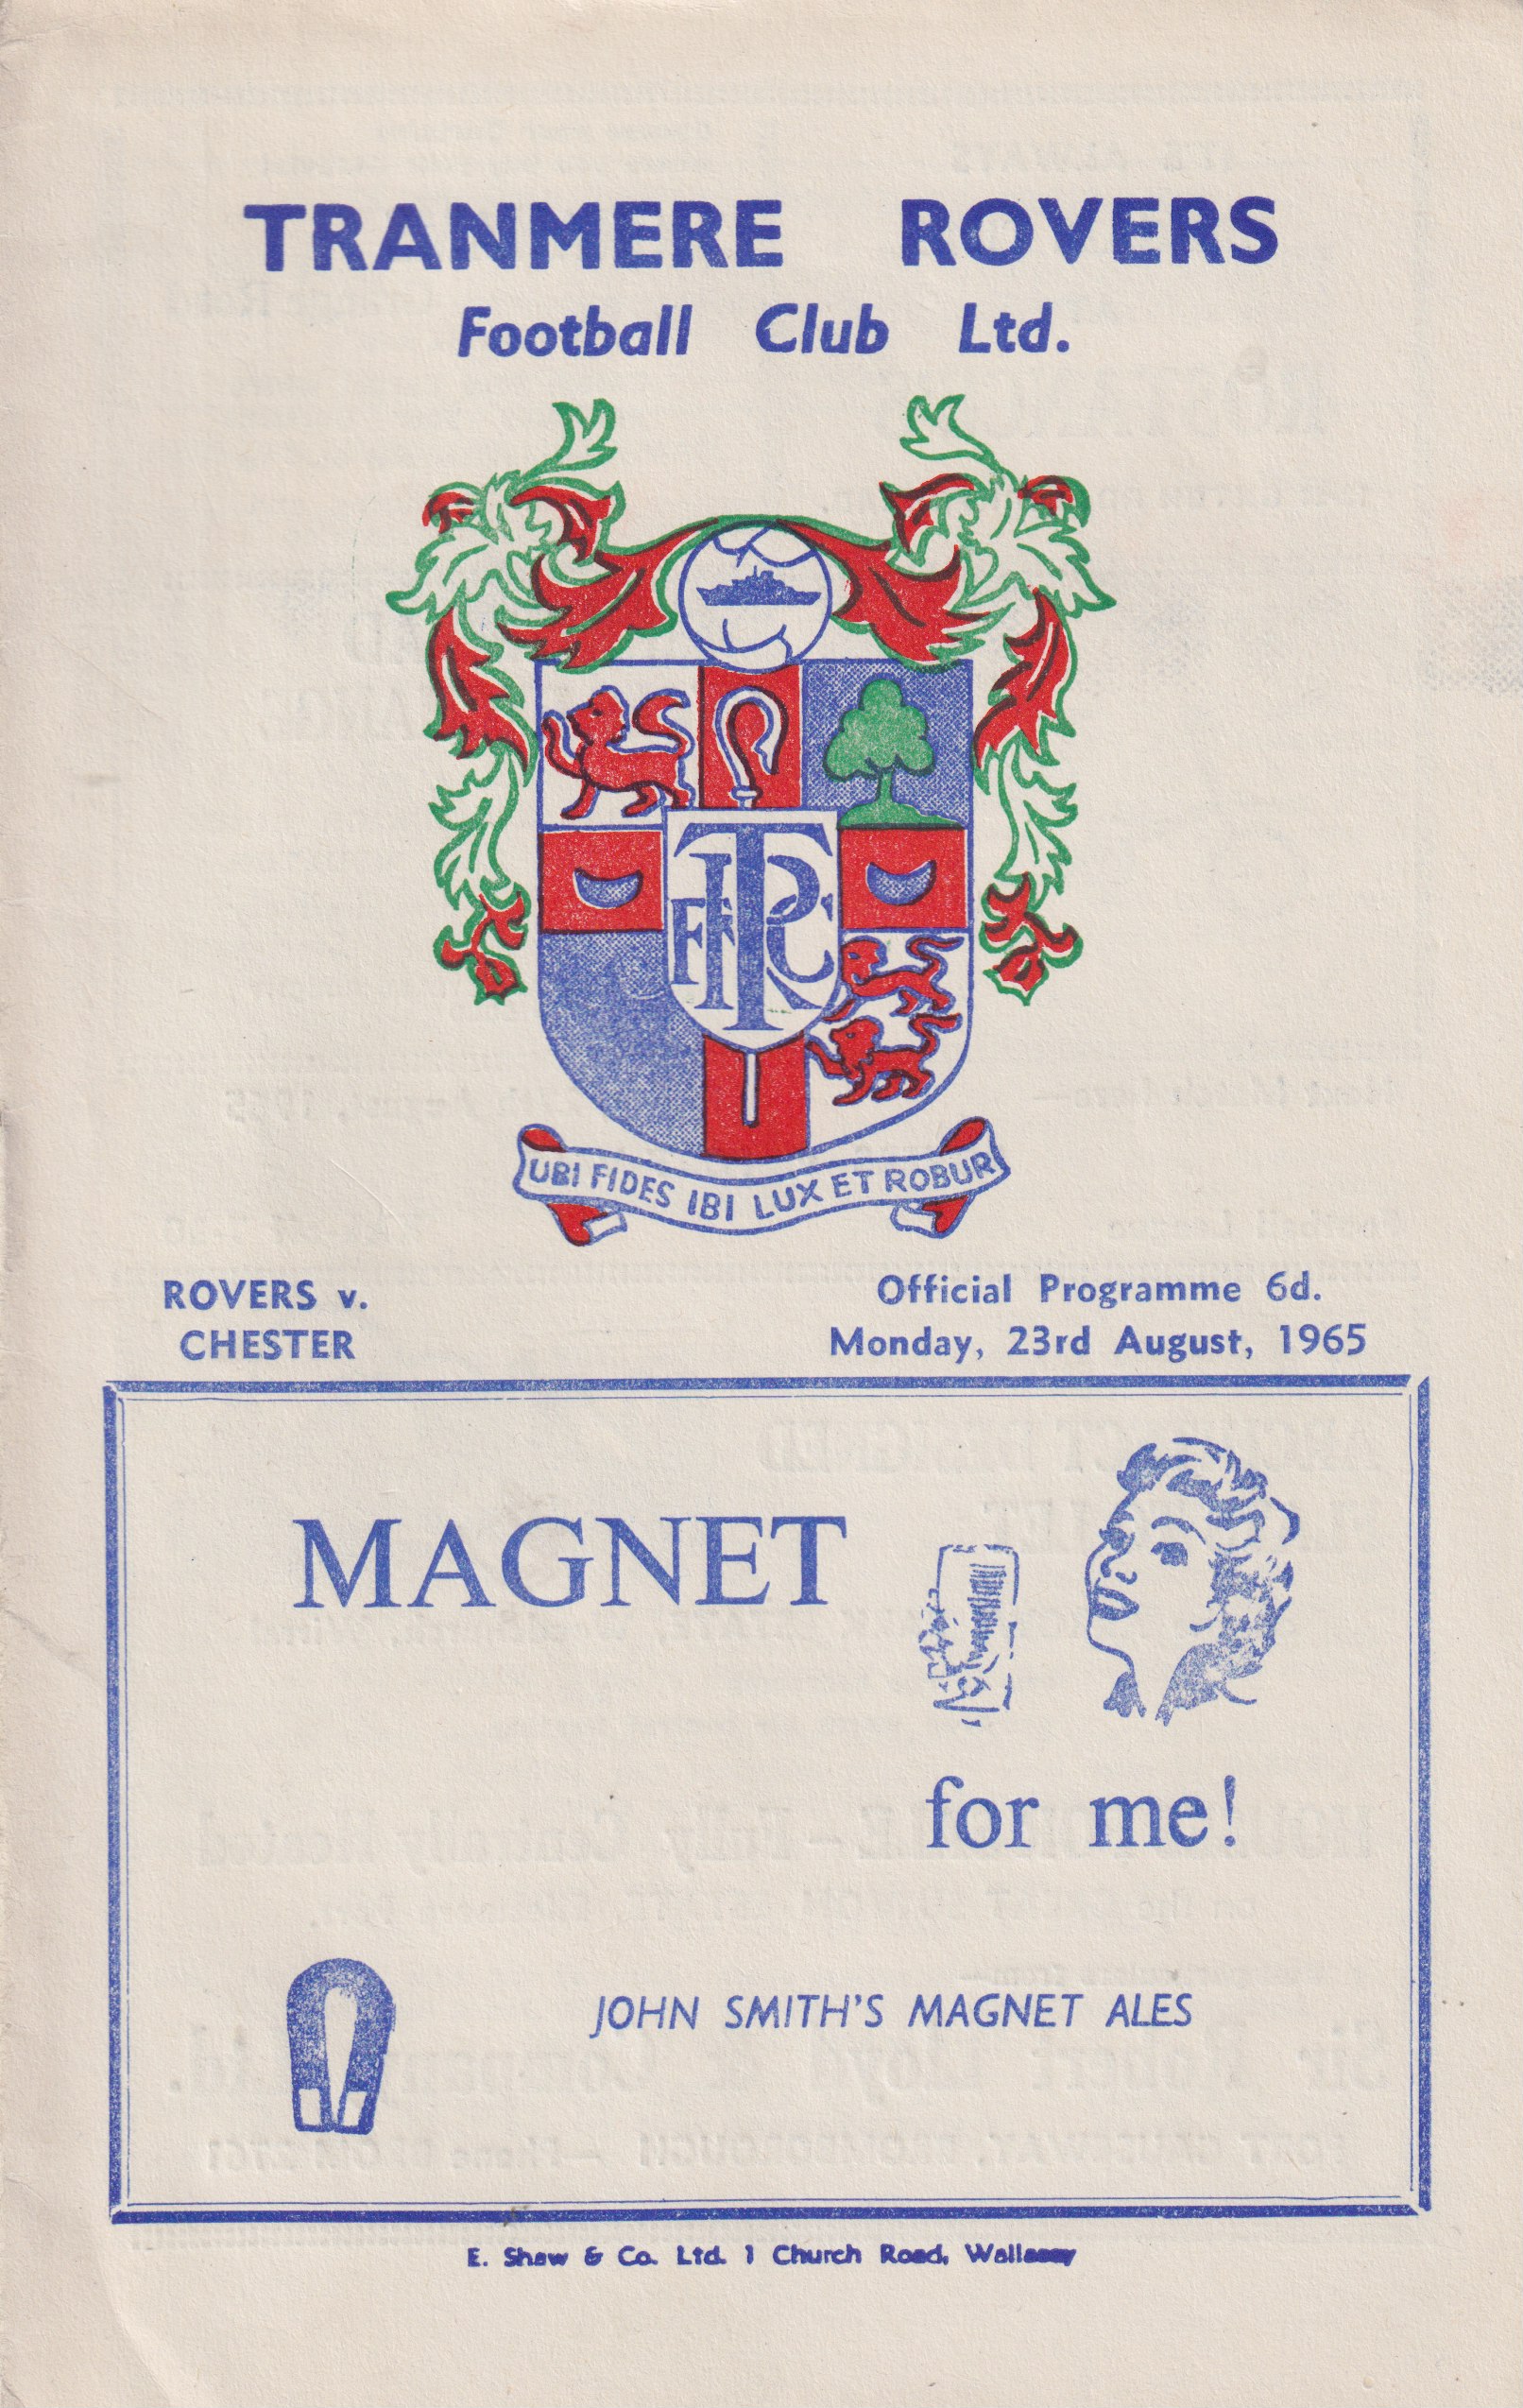 TRANMERE ROVERS
Football Club Ltd.
TRFC
UBI FIDES IBI LUX ET ROBUR
ROVERS v.
CHESTER
Official Programme 6d.
Monday, 23rd August, 1965
MAGNET
for me!
JOHN SMITH'S MAGNET ALES
E. Shaw & Co. Ltd. 1 Church Road, Wallasey